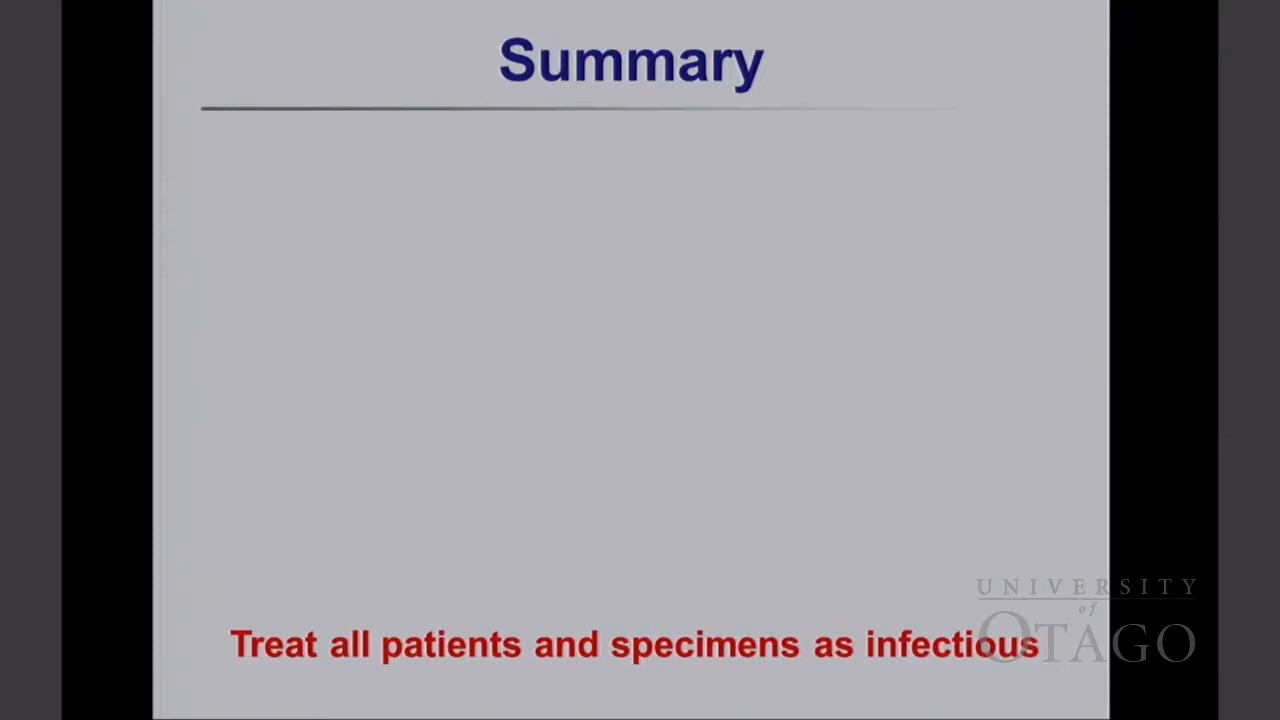 Summary
Treat all patients and specimens as infectious
UNIVERSITY
of
OTAGO